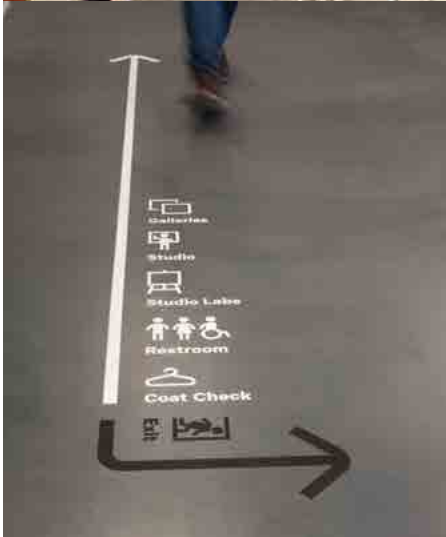 Galleries
Studio
Studio Labs
Restroom
Coat Check
Exit